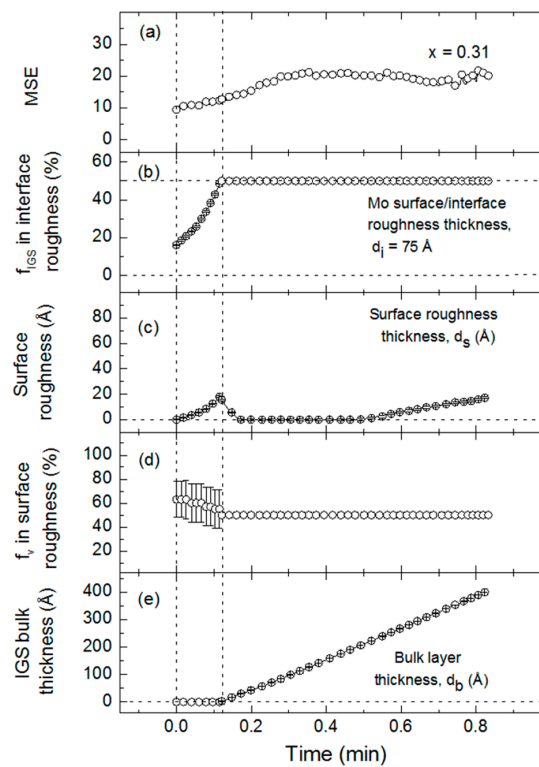 (a)
x = 0.31
MSE
30
20
10
0
(b)
f_IGS in interface
roughness (%)
60
40
20
0
Mo surface/interface
roughness thickness,
d_i = 75 Å
(c)
Surface
roughness (Å)
80
60
40
20
0
Surface roughness
thickness, d_s (Å)
(d)
f_v in surface
roughness (%)
100
80
60
40
20
(e)
IGS bulk
thickness (Å)
400
300
200
100
0
Bulk layer
thickness, d_b (Å)
0.0 0.2 0.4 0.6 0.8
Time (min)